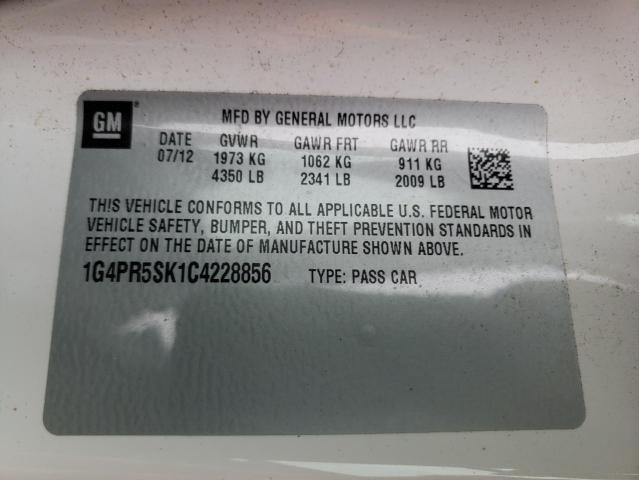 GM®
MFD BY GENERAL MOTORS LLC
DATE GVWR GAWR FRT GAWR RR
07/12 1973 KG 1062 KG 911 KG
4350 LB 2341 LB 2009 LB
THIS VEHICLE CONFORMS TO ALL APPLICABLE U.S. FEDERAL MOTOR
VEHICLE SAFETY, BUMPER, AND THEFT PREVENTION STANDARDS IN
EFFECT ON THE DATE OF MANUFACTURE SHOWN ABOVE.
1G4PR5SK1C4228856 TYPE: PASS CAR